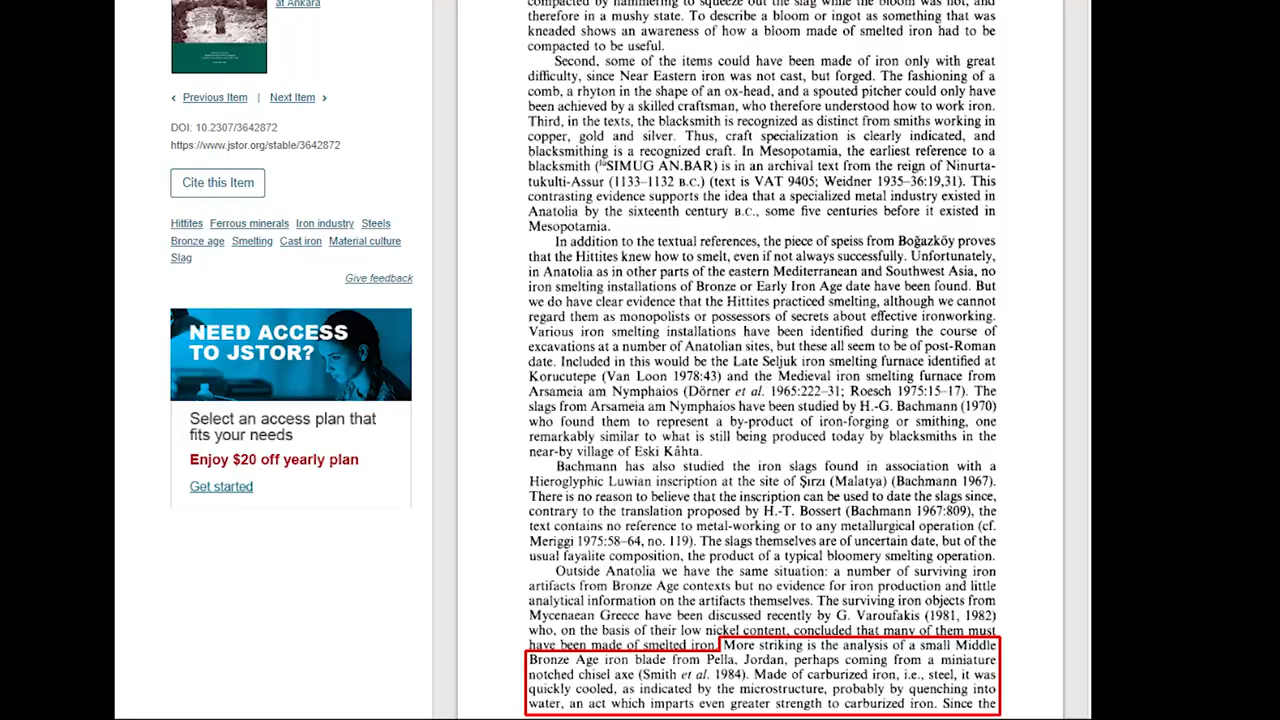 at Ankara
‹ Previous Item | Next Item ›
DOI: 10.2307/3642872
https://www.jstor.org/stable/3642872
Cite this Item
Hittites Ferrous minerals Iron industry Steels
Bronze age Smelting Cast iron Material culture
Slag
Give feedback
NEED ACCESS
TO JSTOR?
Select an access plan that
fits your needs
Enjoy $20 off yearly plan
Get started
compacted by hammering to squeeze out the slag while the bloom was hot, and
therefore in a mushy state. To describe a bloom or ingot as something that was
kneaded shows an awareness of how a bloom made of smelted iron had to be
compacted to be useful.
Second, some of the items could have been made of iron only with great
difficulty, since Near Eastern iron was not cast, but forged. The fashioning of a
comb, a rhyton in the shape of an ox-head, and a spouted pitcher could only have
been achieved by a skilled craftsman, who therefore understood how to work iron.
Third, in the texts, the blacksmith is recognized as distinct from smiths working in
copper, gold and silver. Thus, craft specialization is clearly indicated, and
blacksmithing is a recognized craft. In Mesopotamia, the earliest reference to a
blacksmith (ˡᵘSIMUG AN.BAR) is in an archival text from the reign of Ninurta-
tukulti-Assur (1133–1132 B.C.) (text is VAT 9405; Weidner 1935–36:19,31). This
contrasting evidence supports the idea that a specialized metal industry existed in
Anatolia by the sixteenth century B.C., some five centuries before it existed in
Mesopotamia.
In addition to the textual references, the piece of speiss from Boğazköy proves
that the Hittites knew how to smelt, even if not always successfully. Unfortunately,
in Anatolia as in other parts of the eastern Mediterranean and Southwest Asia, no
iron smelting installations of Bronze or Early Iron Age date have been found. But
we do have clear evidence that the Hittites practiced smelting, although we cannot
regard them as monopolists or possessors of secrets about effective ironworking.
Various iron smelting installations have been identified during the course of
excavations at a number of Anatolian sites, but these all seem to be of post-Roman
date. Included in this would be the Late Seljuk iron smelting furnace identified at
Korucutepe (Van Loon 1978:43) and the Medieval iron smelting furnace from
Arsameia am Nymphaios (Dörner et al. 1965:222–31; Roesch 1975:15–17). The
slags from Arsameia am Nymphaios have been studied by H.-G. Bachmann (1970)
who found them to represent a by-product of iron-forging or smithing, one
remarkably similar to what is still being produced today by blacksmiths in the
near-by village of Eski Kâhta.
Bachmann has also studied the iron slags found in association with a
Hieroglyphic Luwian inscription at the site of Şırzı (Malatya) (Bachmann 1967).
There is no reason to believe that the inscription can be used to date the slags since,
contrary to the translation proposed by H.-T. Bossert (Bachmann 1967:809), the
text contains no reference to metal-working or to any metallurgical operation (cf.
Meriggi 1975:58–64, no. 119). The slags themselves are of uncertain date, but of the
usual fayalite composition, the product of a typical bloomery smelting operation.
Outside Anatolia we have the same situation: a number of surviving iron
artifacts from Bronze Age contexts but no evidence for iron production and little
analytical information on the artifacts themselves. The surviving iron objects from
Mycenaean Greece have been discussed recently by G. Varoufakis (1981, 1982)
who, on the basis of their low nickel content, concluded that many of them must
have been made of smelted iron. More striking is the analysis of a small Middle
Bronze Age iron blade from Pella, Jordan, perhaps coming from a miniature
notched chisel axe (Smith et al. 1984). Made of carburized iron, i.e., steel, it was
quickly cooled, as indicated by the microstructure, probably by quenching into
water, an act which imparts even greater strength to carburized iron. Since the